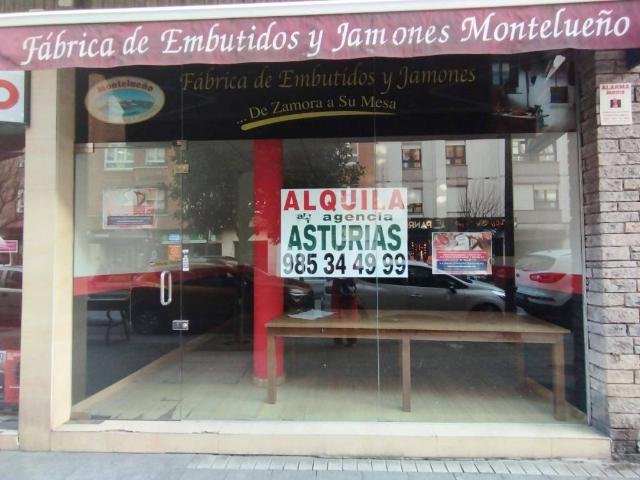 Fábrica de Embutidos y Jamones Montelueño
Montelueño
Fábrica de Embutidos y Jamones
... De Zamora a Su Mesa
ALARMA
ALQUILA
agencia
ASTURIAS
985 34 49 99